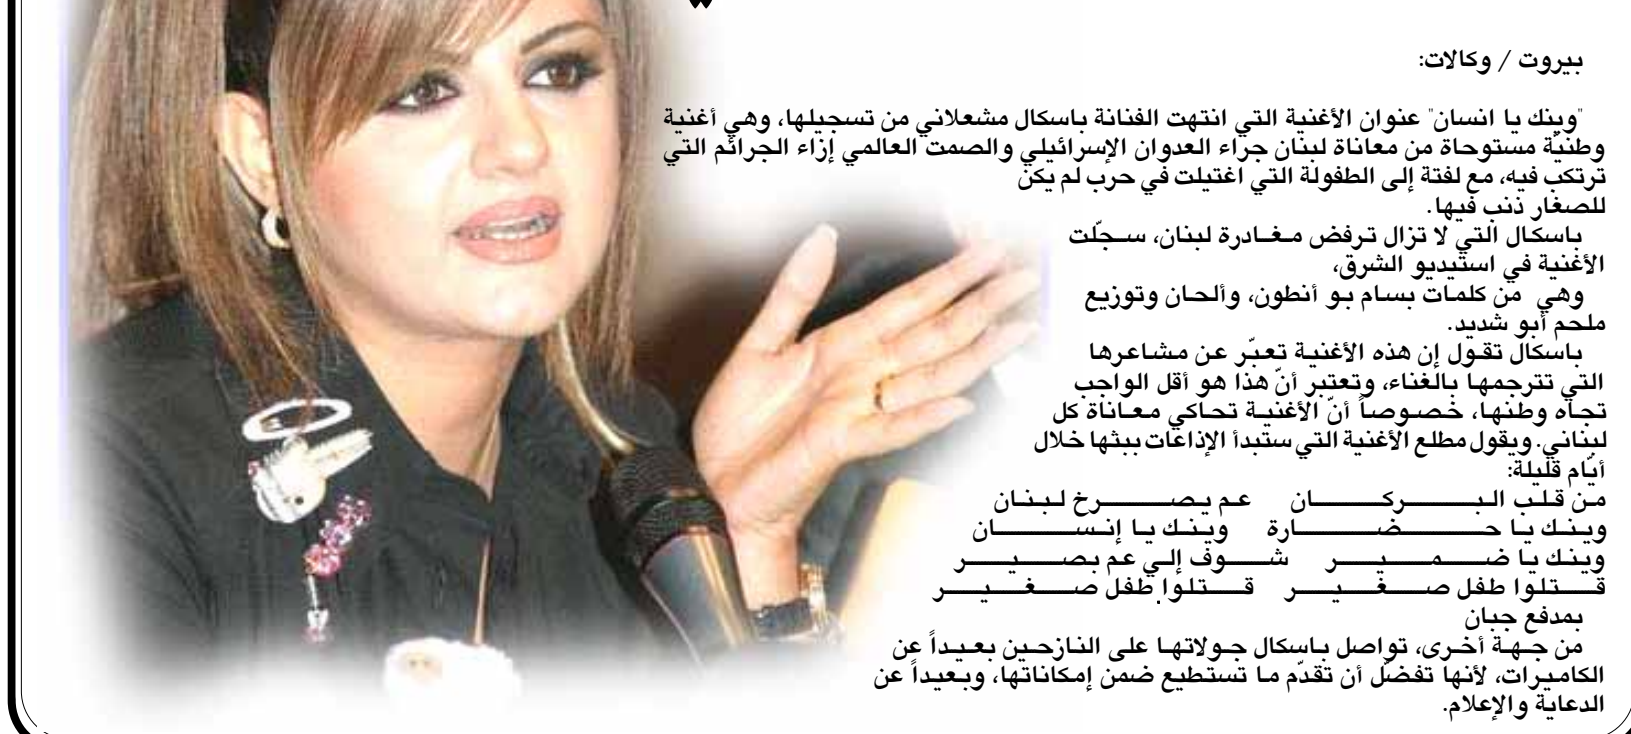 بيروت / وكالات:
"وينك يا انسان" عنوان الأغنية التي انتهت الفنانة باسكال مشعلاني من تسجيلها، وهي أغنية
وطنيّة مستوحاة من معاناة لبنان جراء العدوان الإسرائيلي والصمت العالمي إزاء الجرائم التي
ترتكب فيه، مع لفتة إلى الطفولة التي اغتيلت في حرب لم يكن
للصغار ذنب فيها.
باسكال التي لا تزال ترفض مغادرة لبنان، سجّلت
الأغنية في استيديو الشرق،
وهي من كلمات بسام بو أنطون، وألحان وتوزيع
ملحم أبو شديد.
باسكال تقول إن هذه الأغنية تعبّر عن مشاعرها
التي تترجمها بالغناء، وتعتبر أنّ هذا هو أقل الواجب
تجاه وطنها، خصوصاً أنّ الأغنية تحاكي معاناة كل
لبناني. ويقول مطلع الأغنية التي ستبدأ الإذاعات ببثها خلال
أيّام قليلة:
من قلب البركان عم يصرخ لبنان
وينك يا حضارة وينك يا إنسان
وينك يا ضمير شوف إلي عم بصير
قتلوا طفل صغير قتلوا طفل صغير
بمدفع جبان
من جهة أخرى، تواصل باسكال جولاتها على النازحين بعيداً عن
الكاميرات، لأنها تفضّل أن تقدّم ما تستطيع ضمن إمكاناتها، وبعيداً عن
الدعاية والإعلام.